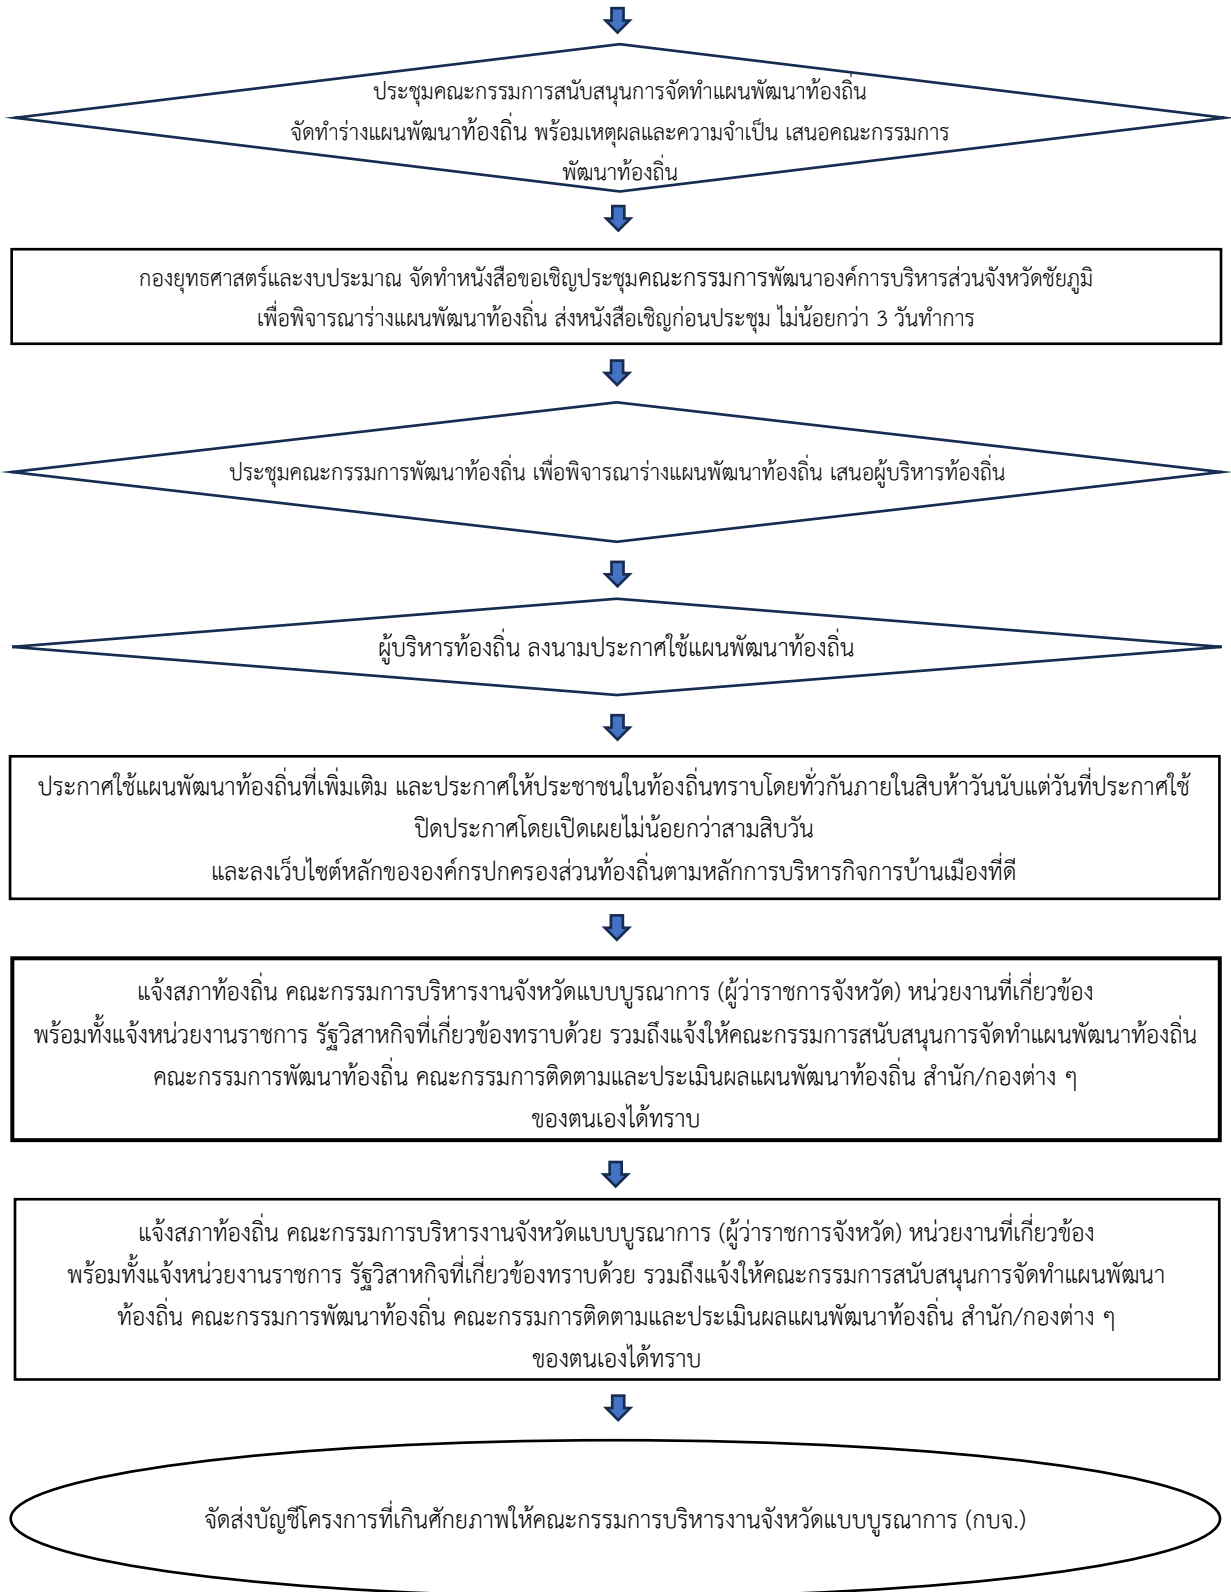 ประชุมคณะกรรมการสนับสนุนการจัดทำแผนพัฒนาท้องถิ่น
จัดทำร่างแผนพัฒนาท้องถิ่น พร้อมเหตุผลและความจำเป็น เสนอคณะกรรมการ
พัฒนาท้องถิ่น
กองยุทธศาสตร์และงบประมาณ จัดทำหนังสือขอเชิญประชุมคณะกรรมการพัฒนาองค์การบริหารส่วนจังหวัดชัยภูมิ
เพื่อพิจารณาร่างแผนพัฒนาท้องถิ่น ส่งหนังสือเชิญก่อนประชุม ไม่น้อยกว่า 3 วันทำการ
ประชุมคณะกรรมการพัฒนาท้องถิ่น เพื่อพิจารณาร่างแผนพัฒนาท้องถิ่น เสนอผู้บริหารท้องถิ่น
ผู้บริหารท้องถิ่น ลงนามประกาศใช้แผนพัฒนาท้องถิ่น
ประกาศใช้แผนพัฒนาท้องถิ่นที่เพิ่มเติม และประกาศให้ประชาชนในท้องถิ่นทราบโดยทั่วกันภายในสิบห้าวันนับแต่วันที่ประกาศใช้
ปิดประกาศโดยเปิดเผยไม่น้อยกว่าสามสิบวัน
และลงเว็บไซต์หลักขององค์กรปกครองส่วนท้องถิ่นตามหลักการบริหารกิจการบ้านเมืองที่ดี
แจ้งสภาท้องถิ่น คณะกรรมการบริหารงานจังหวัดแบบบูรณาการ (ผู้ว่าราชการจังหวัด) หน่วยงานที่เกี่ยวข้อง
พร้อมทั้งแจ้งหน่วยงานราชการ รัฐวิสาหกิจที่เกี่ยวข้องทราบด้วย รวมถึงแจ้งให้คณะกรรมการสนับสนุนการจัดทำแผนพัฒนาท้องถิ่น
คณะกรรมการพัฒนาท้องถิ่น คณะกรรมการติดตามและประเมินผลแผนพัฒนาท้องถิ่น สำนัก/กองต่าง ๆ
ของตนเองได้ทราบ
แจ้งสภาท้องถิ่น คณะกรรมการบริหารงานจังหวัดแบบบูรณาการ (ผู้ว่าราชการจังหวัด) หน่วยงานที่เกี่ยวข้อง
พร้อมทั้งแจ้งหน่วยงานราชการ รัฐวิสาหกิจที่เกี่ยวข้องทราบด้วย รวมถึงแจ้งให้คณะกรรมการสนับสนุนการจัดทำแผนพัฒนา
ท้องถิ่น คณะกรรมการพัฒนาท้องถิ่น คณะกรรมการติดตามและประเมินผลแผนพัฒนาท้องถิ่น สำนัก/กองต่าง ๆ
ของตนเองได้ทราบ
จัดส่งบัญชีโครงการที่เกินศักยภาพให้คณะกรรมการบริหารงานจังหวัดแบบบูรณาการ (กบจ.)